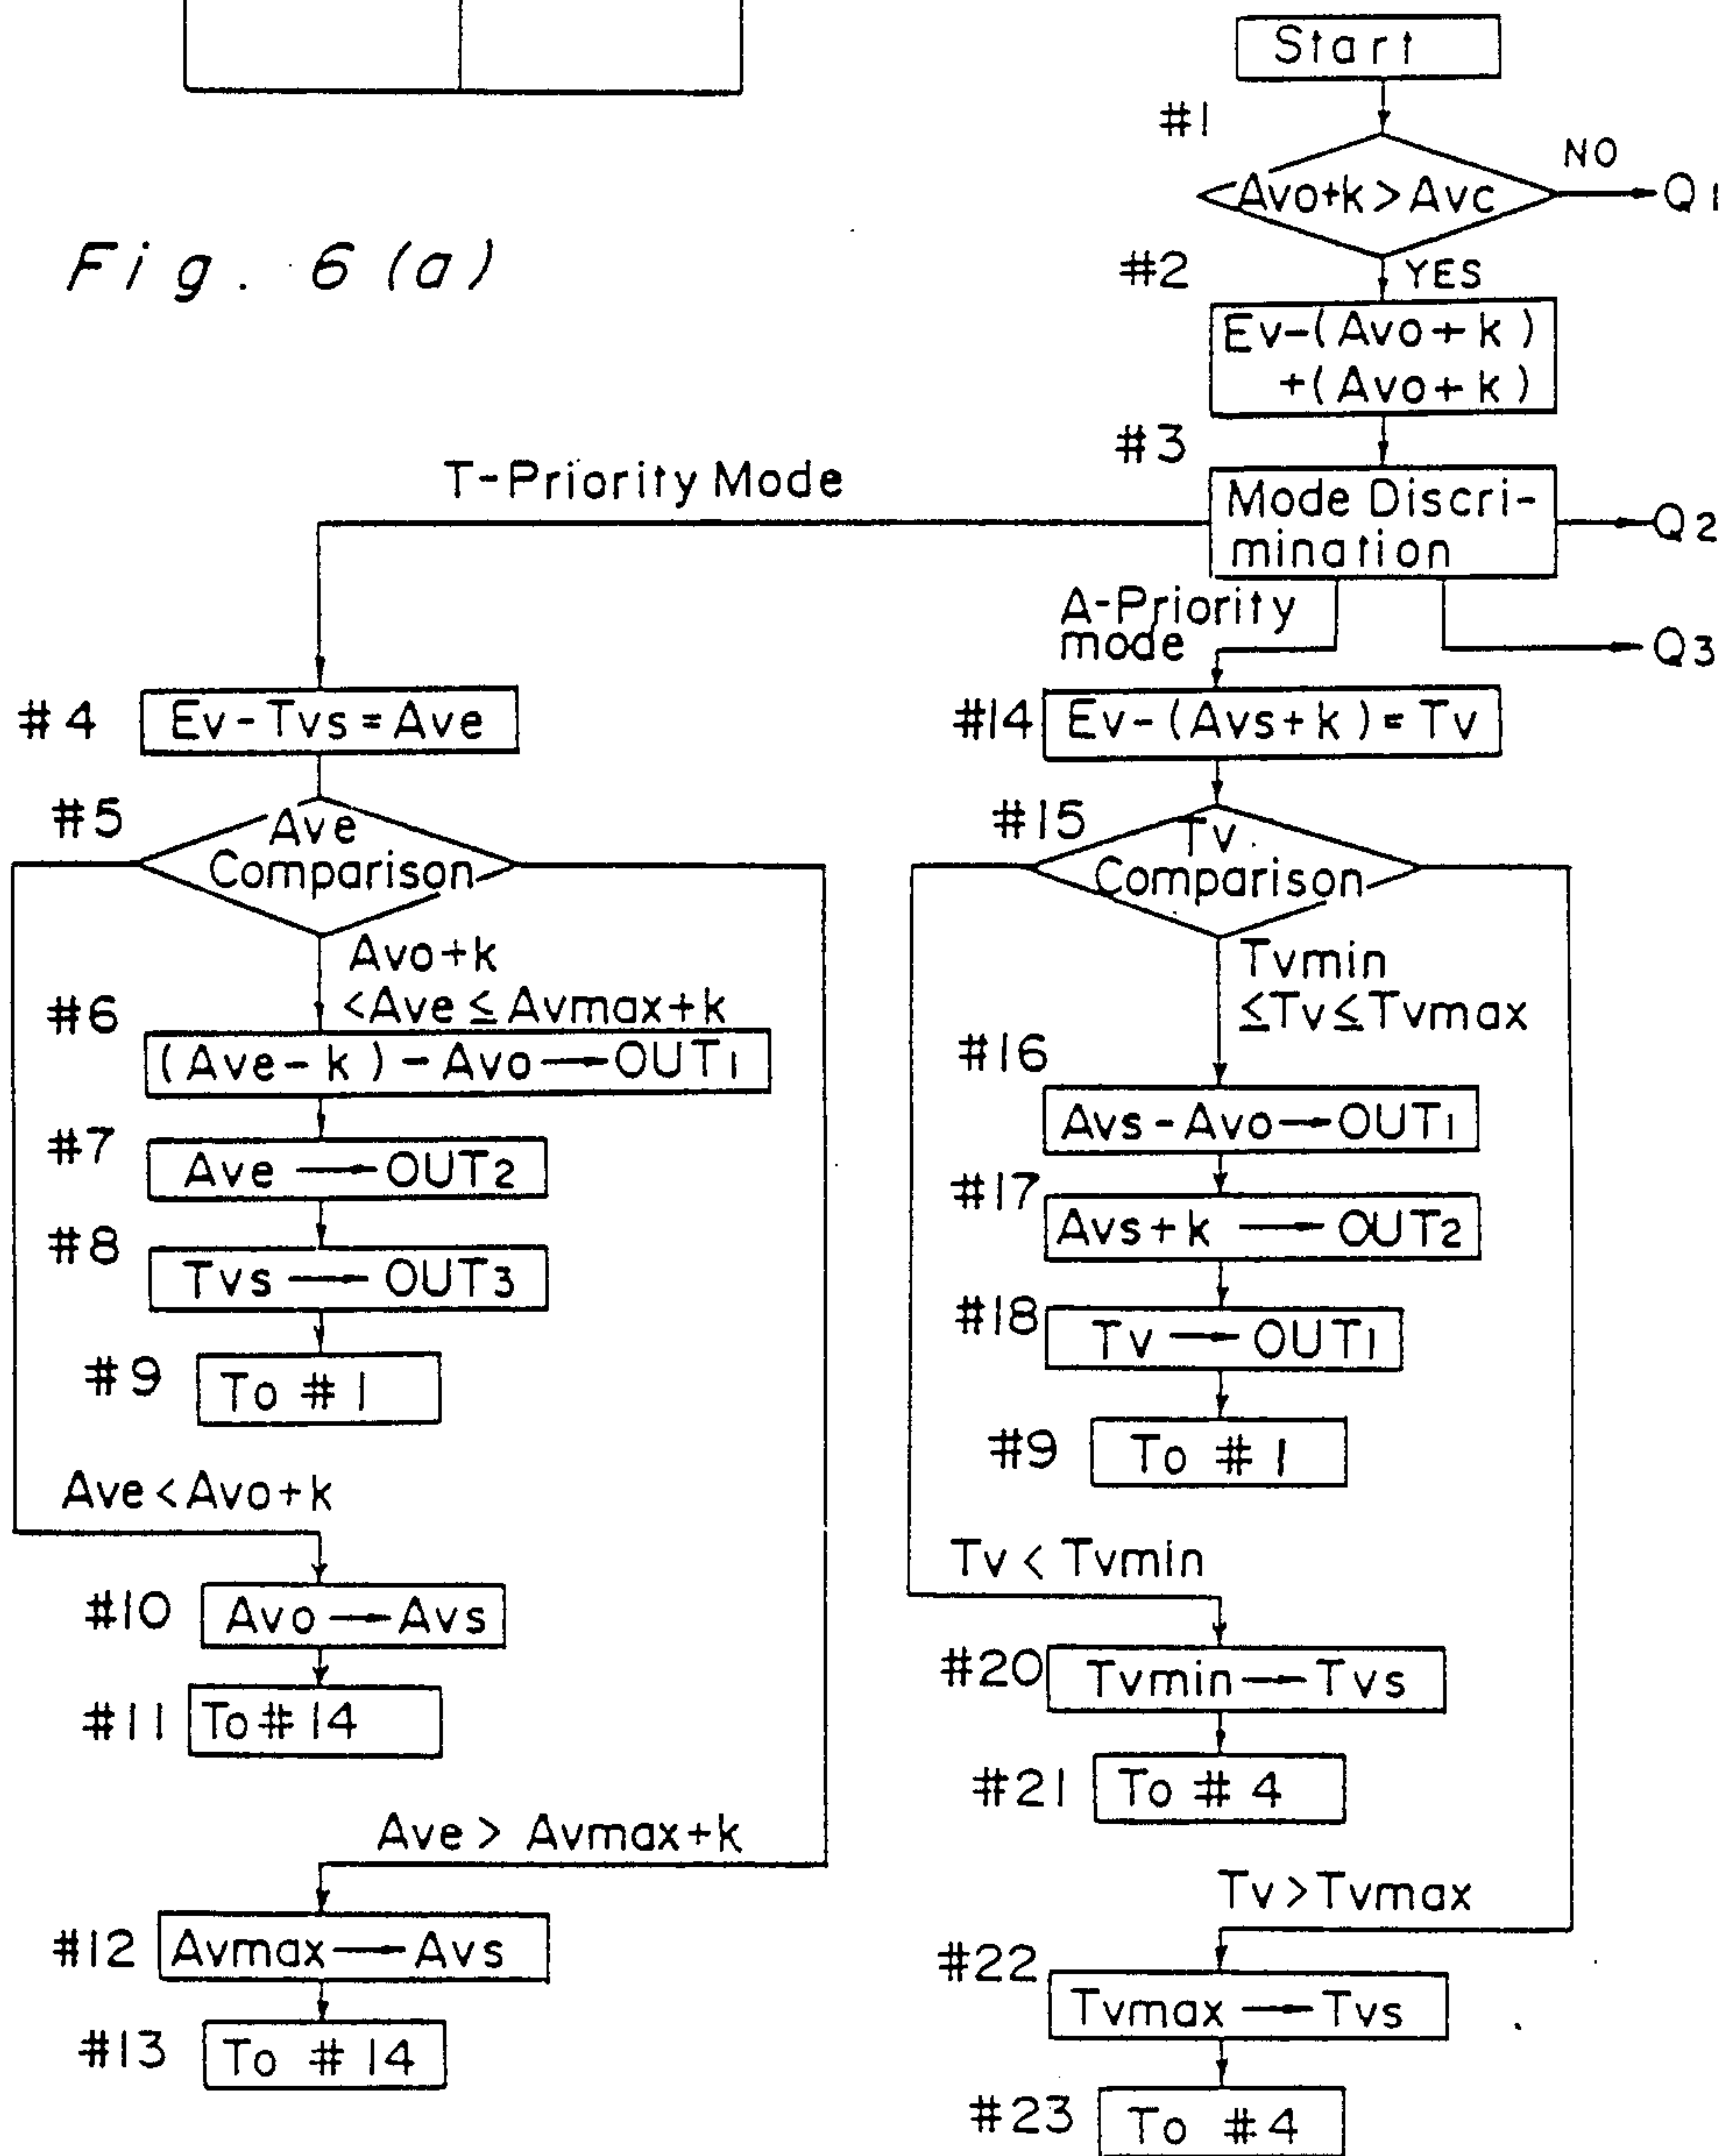 Start
#1
Avo+k>Avc
NO
Q1
Fig. 6(a)
#2
YES
Ev-(Avo+k)
+(Avo+k)
#3
T-Priority Mode
Mode Discri-
mination
Q2
A-Priority
mode
Q3
#4
Ev-Tvs=Ave
#5
Ave
Comparison
Avo+k
<Ave≤Avmax+k
#6
(Ave-k)-Avo→OUT1
#7
Ave → OUT2
#8
Tvs → OUT3
#9
To #1
Ave<Avo+k
#10
Avo→Avs
#11
To #14
Ave> Avmax+k
#12
Avmax→Avs
#13
To #14
#14
Ev-(Avs+k)=Tv
#15
Tv
Comparison
Tvmin
≤Tv≤Tvmax
#16
Avs-Avo→OUT1
#17
Avs+k → OUT2
#18
Tv → OUT1
#9
To #1
Tv < Tvmin
#20
Tvmin→Tvs
#21
To #4
Tv>Tvmax
#22
Tvmax→Tvs
#23
To #4